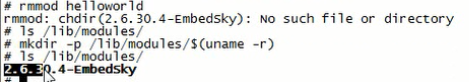 # rmmod helloworld
rmmod: chdir(2.6.30.4-EmbedSky): No such file or directory
# ls /lib/modules/
# mkdir -p /lib/modules/$(uname -r)
# ls /lib/modules/
2.6.30.4-EmbedSky
#